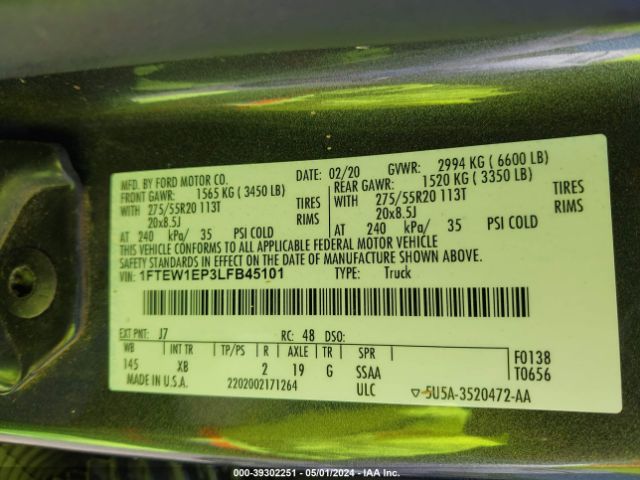 MFD. BY FORD MOTOR CO. DATE: 02/20 GVWR: 2994 KG ( 6600 LB)
FRONT GAWR: 1565 KG ( 3450 LB) REAR GAWR: 1520 KG ( 3350 LB)
WITH 275/55R20 113T TIRES WITH 275/55R20 113T TIRES
20x8.5J RIMS 20x8.5J RIMS
AT 240 kPa/ 35 PSI COLD AT 240 kPa/ 35 PSI COLD
THIS VEHICLE CONFORMS TO ALL APPLICABLE FEDERAL MOTOR VEHICLE
SAFETY STANDARDS IN EFFECT ON THE DATE OF MANUFACTURE SHOWN ABOVE.
VIN: 1FTEW1EP3LFB45101 TYPE: Truck
EXT PNT: J7 RC: 48 DSO:
WB INT TR TP/PS R AXLE TR SPR F0138
145 XB 2 19 G SSAA T0656
MADE IN U.S.A. 2202002171264 ULC ▽5U5A-3520472-AA
000-39302251 - 05/01/2024 - IAA Inc.